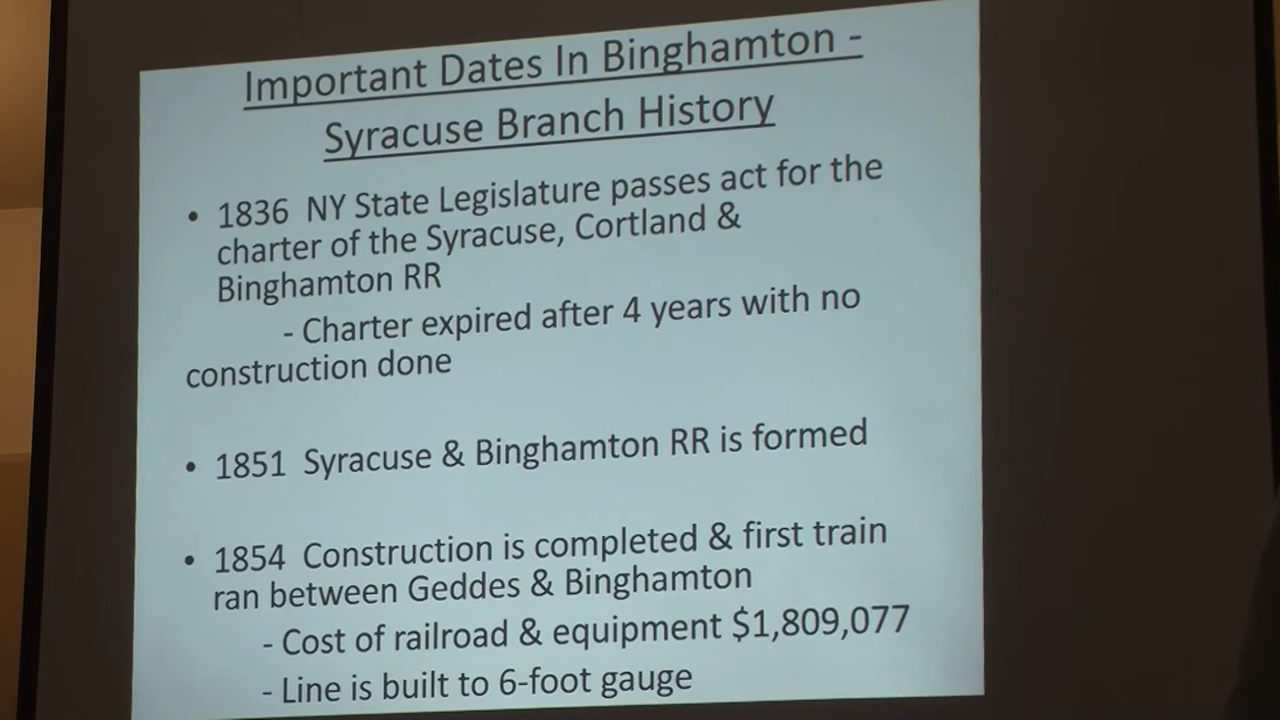 Important Dates In Binghamton -
Syracuse Branch History
• 1836 NY State Legislature passes act for the
charter of the Syracuse, Cortland &
Binghamton RR
- Charter expired after 4 years with no
construction done
• 1851 Syracuse & Binghamton RR is formed
• 1854 Construction is completed & first train
ran between Geddes & Binghamton
- Cost of railroad & equipment $1,809,077
- Line is built to 6-foot gauge